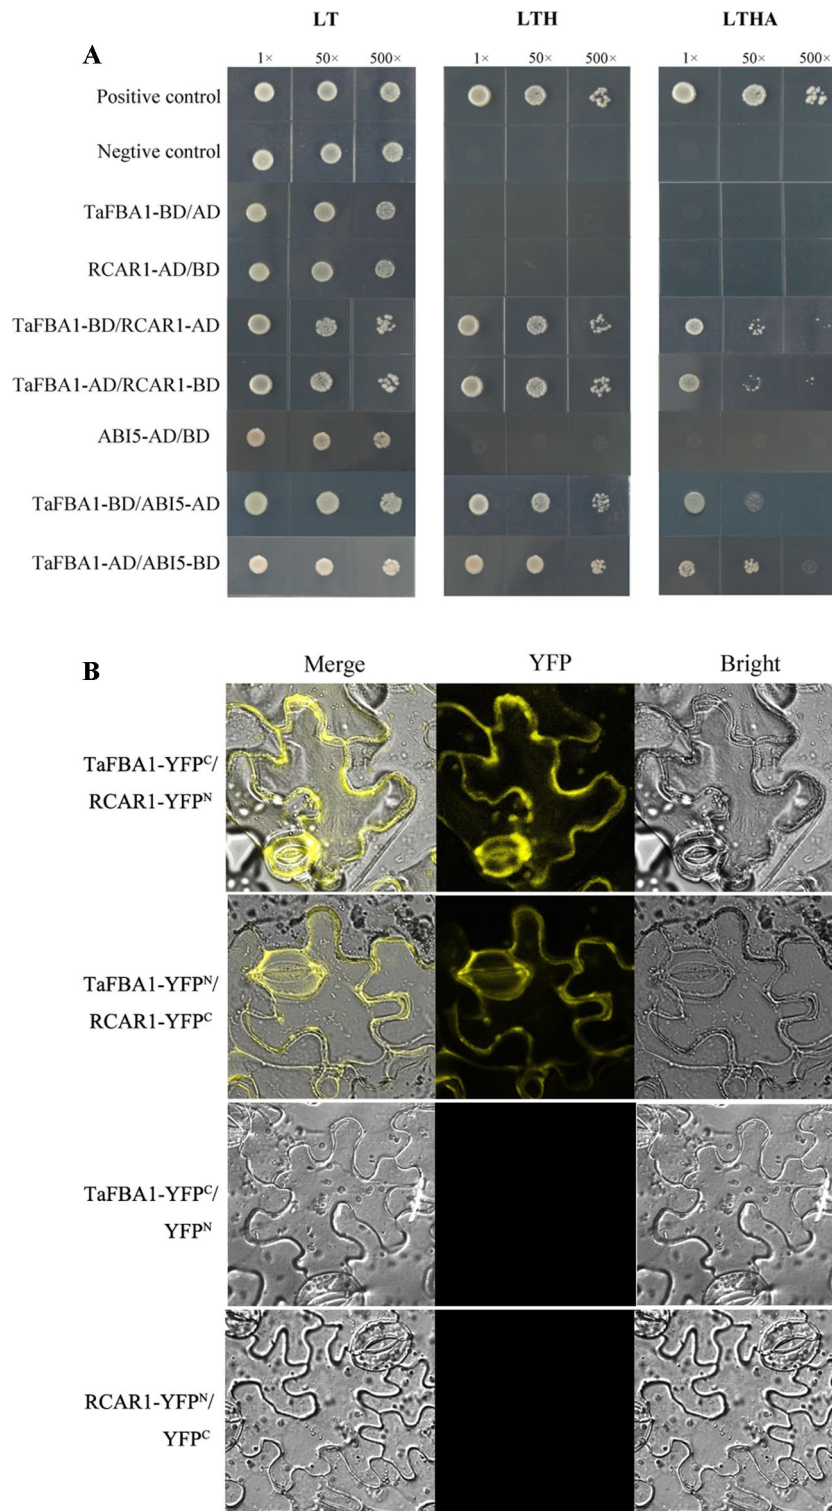 LT LTH LTHA
A 1× 50× 500× 1× 50× 500× 1× 50× 500×
Positive control
Negtive control
TaFBA1-BD/AD
RCAR1-AD/BD
TaFBA1-BD/RCAR1-AD
TaFBA1-AD/RCAR1-BD
ABI5-AD/BD
TaFBA1-BD/ABI5-AD
TaFBA1-AD/ABI5-BD
B Merge YFP Bright
TaFBA1-YFPᶜ/
RCAR1-YFPᴺ
TaFBA1-YFPᴺ/
RCAR1-YFPᶜ
TaFBA1-YFPᶜ/
YFPᴺ
RCAR1-YFPᴺ/
YFPᶜ